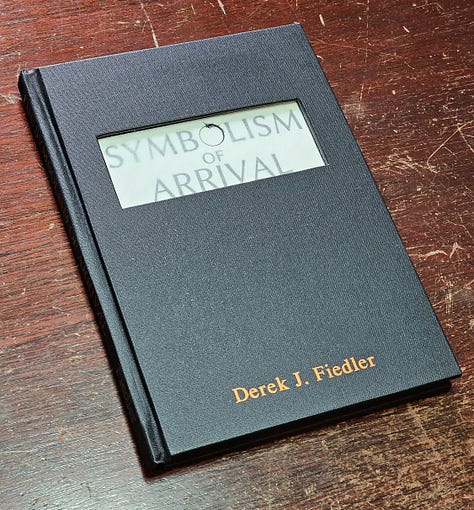 SYMBOLISM
OF
ARRIVAL
Derek J. Fiedler